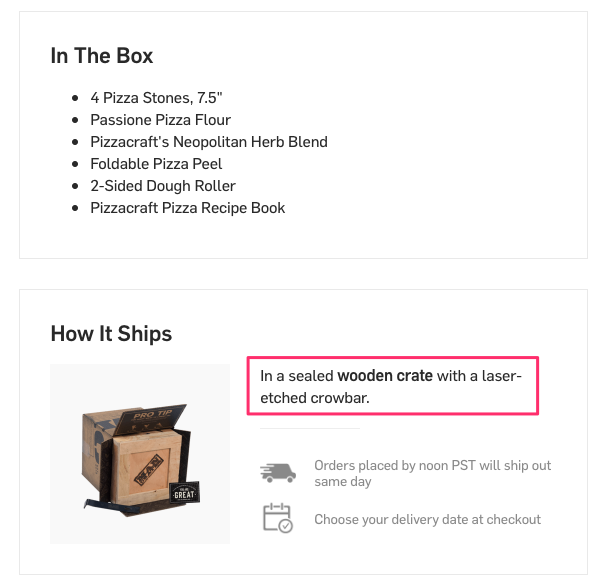 In The Box
4 Pizza Stones, 7.5"
Passione Pizza Flour
Pizzacraft's Neopolitan Herb Blend
Foldable Pizza Peel
2-Sided Dough Roller
Pizzacraft Pizza Recipe Book
How It Ships
In a sealed wooden crate with a laser-
etched crowbar.
PRO TIP
GREAT
Orders placed by noon PST will ship out
same day
Choose your delivery date at checkout